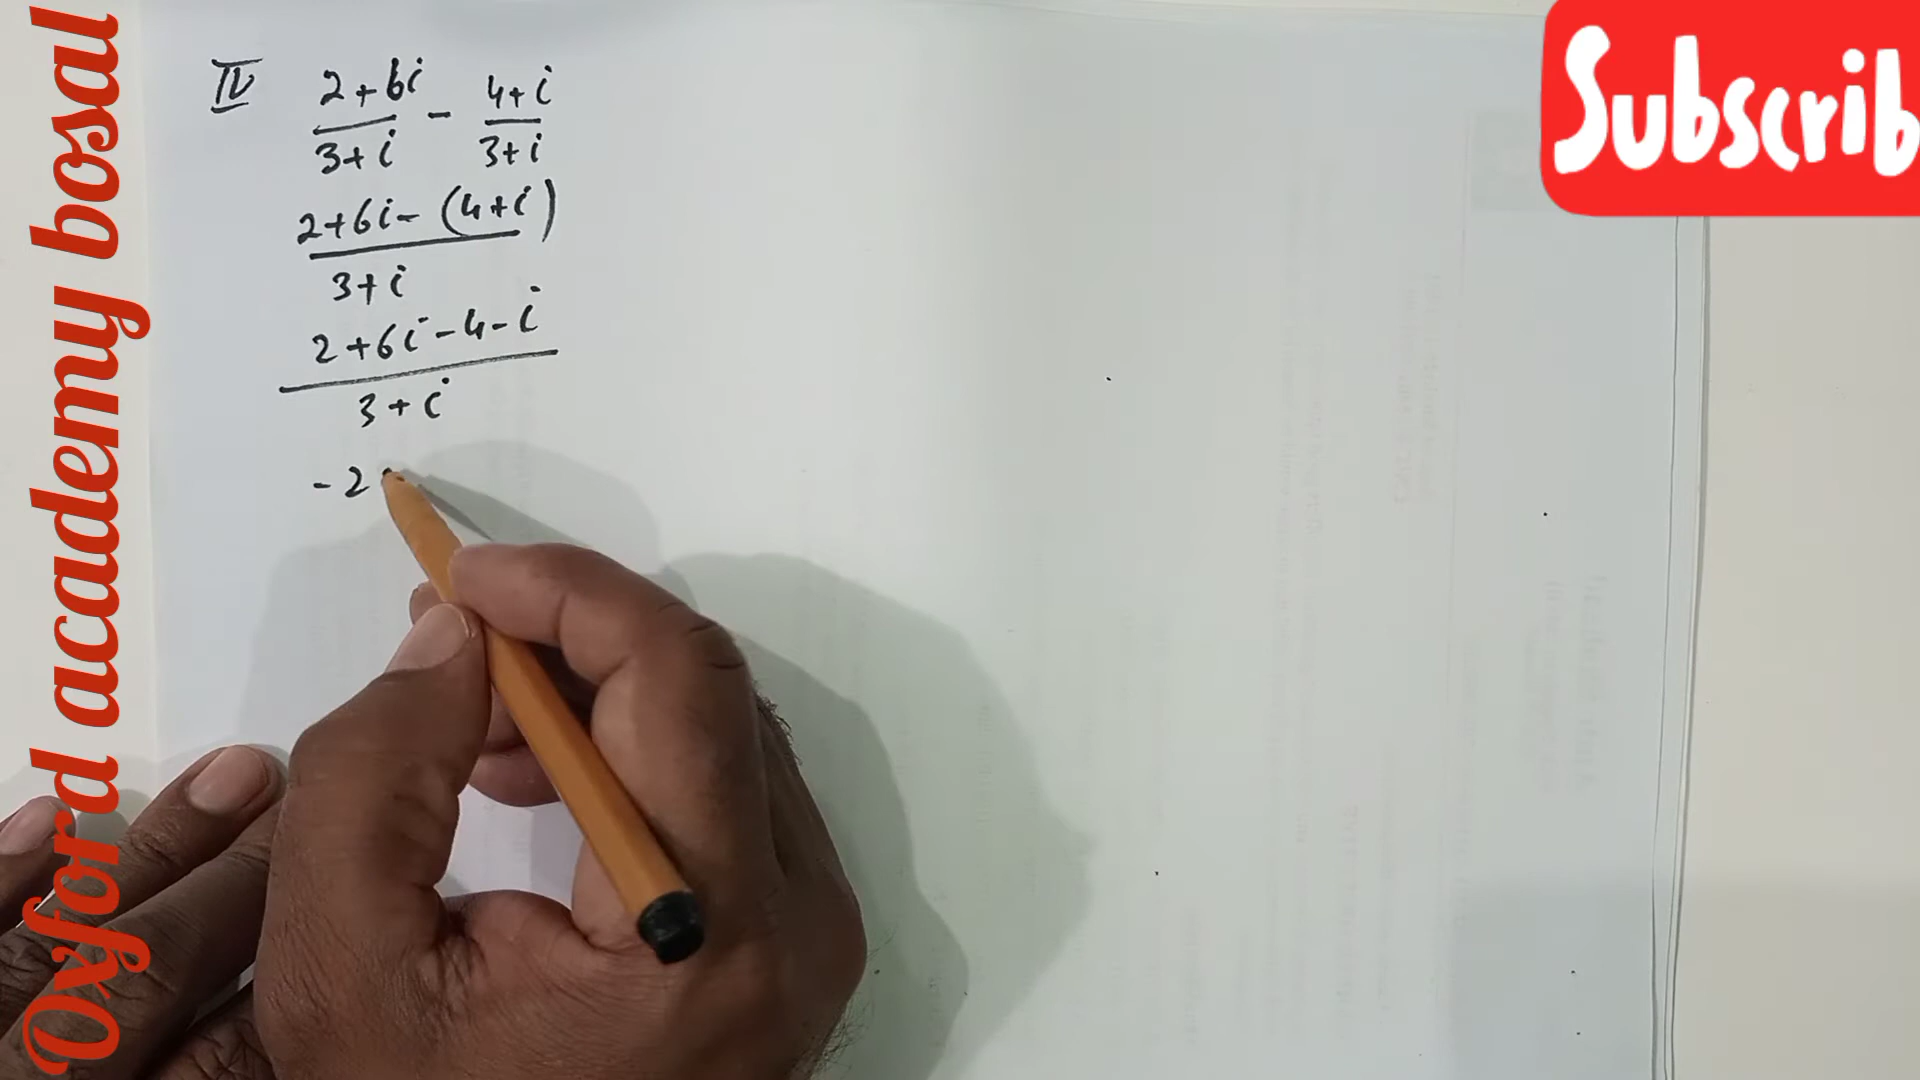 Oxford academy bosal
Subscrib
IV 2+6i / 3+i - 4+i / 3+i
2+6i-(4+i)
3+i
2+6i-4-i
3+i
-2